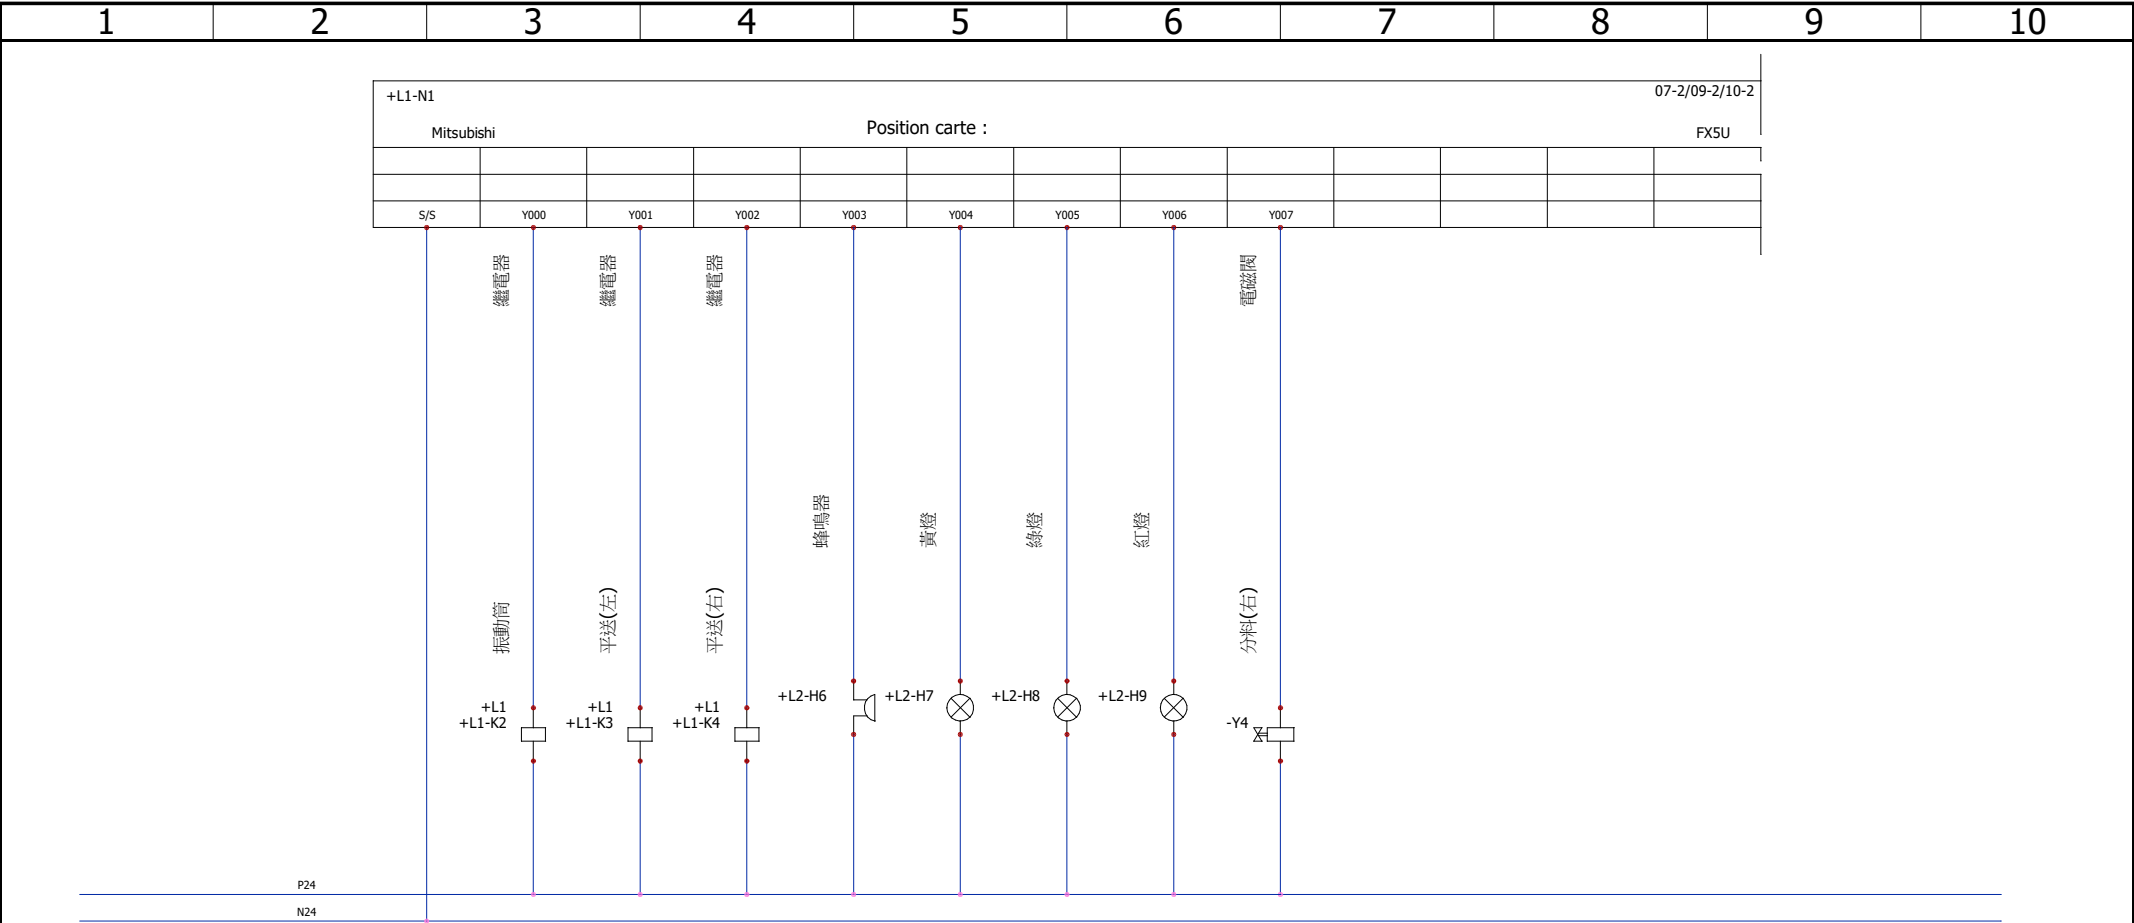 1 2 3 4 5 6 7 8 9 10
+L1-N1 07-2/09-2/10-2
Mitsubishi Position carte : FX5U
S/S Y000 Y001 Y002 Y003 Y004 Y005 Y006 Y007
繼電器 繼電器 繼電器 電磁閥
蜂鳴器 黃燈 綠燈 紅燈
振動筒 平送(左) 平送(右) 分料(右)
+L2-H6 +L2-H7 +L2-H8 +L2-H9
+L1 +L1 +L1
+L1-K2 +L1-K3 +L1-K4 -Y4
P24
N24